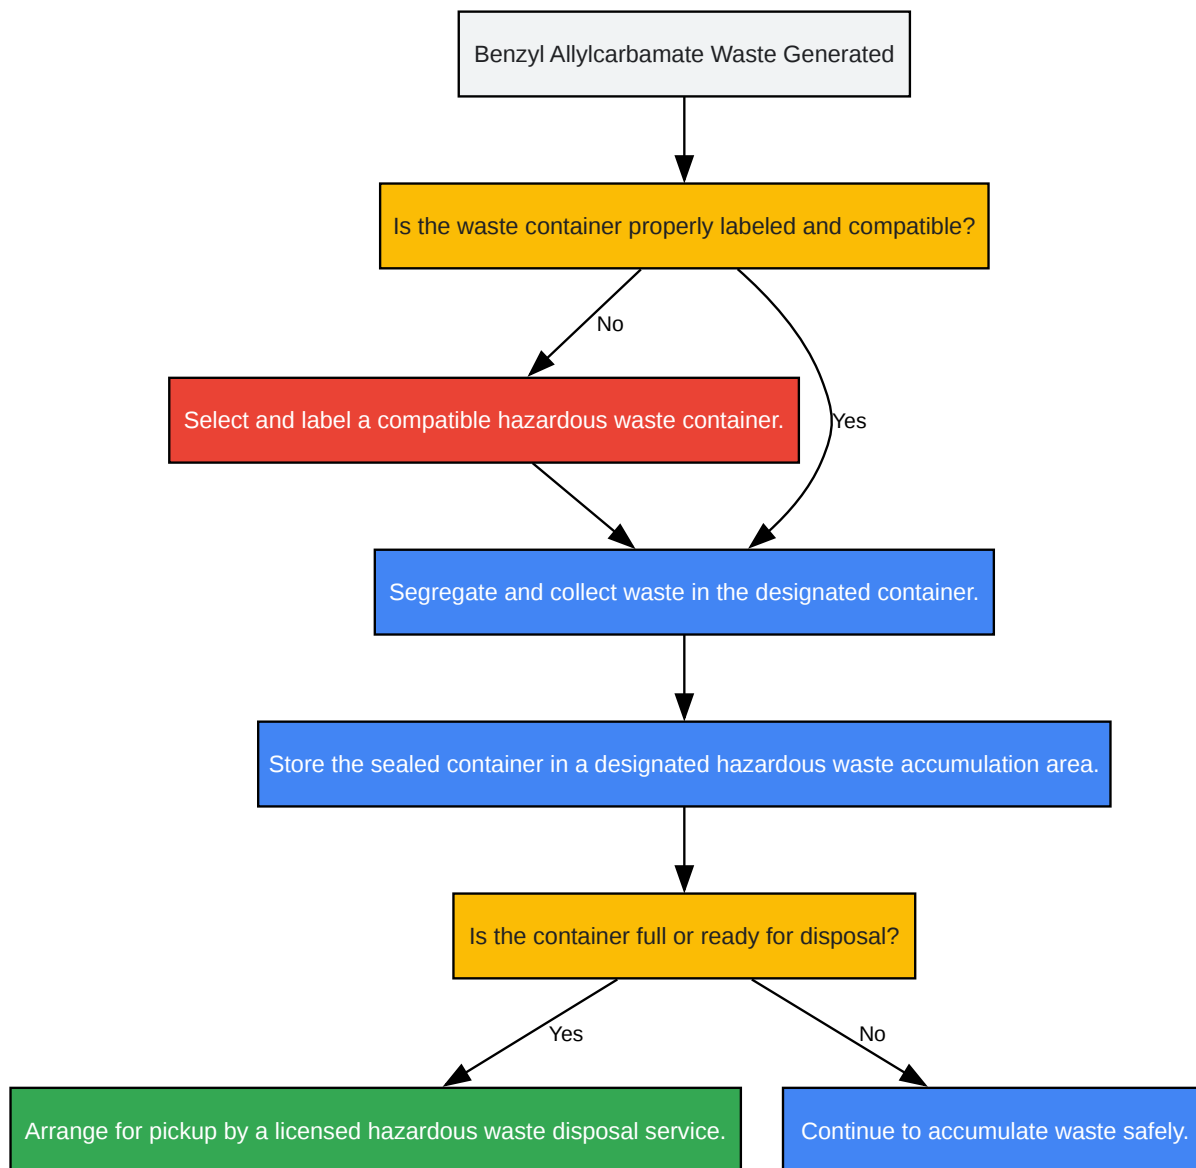 Benzyl Allylcarbamate Waste Generated
Is the waste container properly labeled and compatible?
No
Yes
Select and label a compatible hazardous waste container.
Segregate and collect waste in the designated container.
Store the sealed container in a designated hazardous waste accumulation area.
Is the container full or ready for disposal?
Yes
No
Arrange for pickup by a licensed hazardous waste disposal service.
Continue to accumulate waste safely.